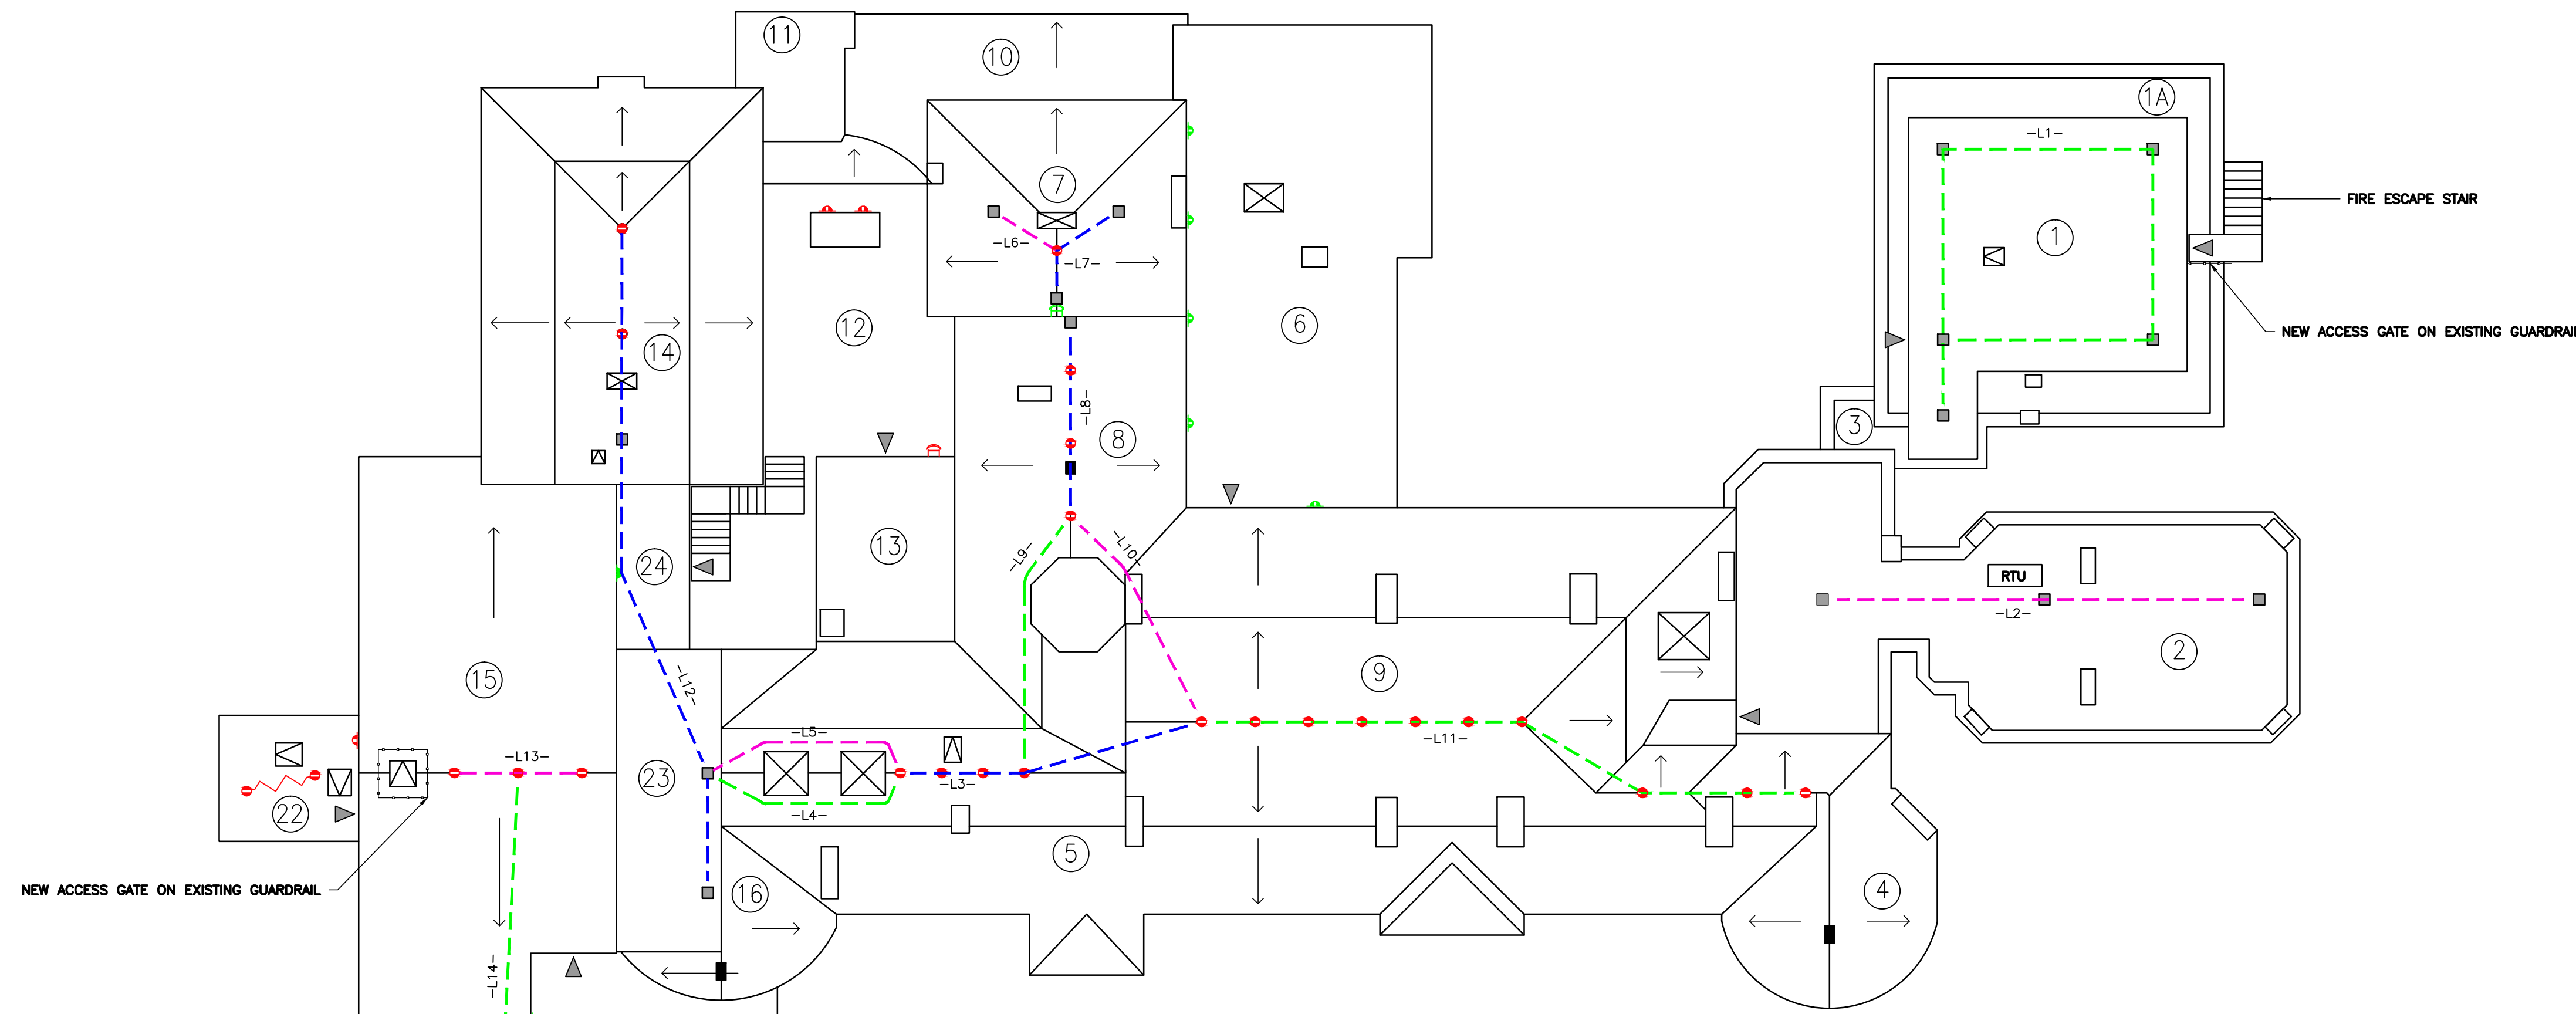 11
10
1A
-L1-
7
FIRE ESCAPE STAIR
1
-L6-
-L7-
6
12
14
NEW ACCESS GATE ON EXISTING GUARDRAIL
-L8-
3
8
-L9-
-L10-
13
24
RTU
-L2-
2
9
15
-L12-
-L5-
-L11-
-L13-
23
-L3-
22
-L4-
5
NEW ACCESS GATE ON EXISTING GUARDRAIL
16
4
-L14-